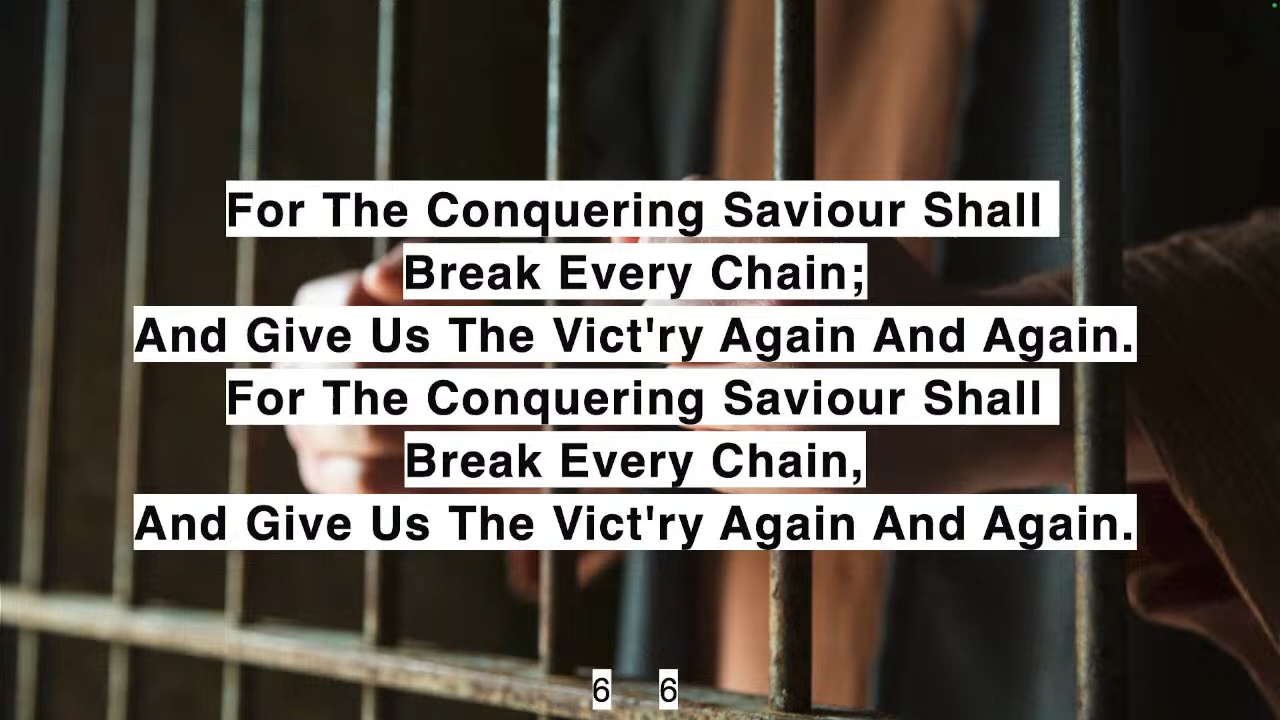 For The Conquering Saviour Shall
Break Every Chain;
And Give Us The Vict'ry Again And Again.
For The Conquering Saviour Shall
Break Every Chain,
And Give Us The Vict'ry Again And Again.
6 6